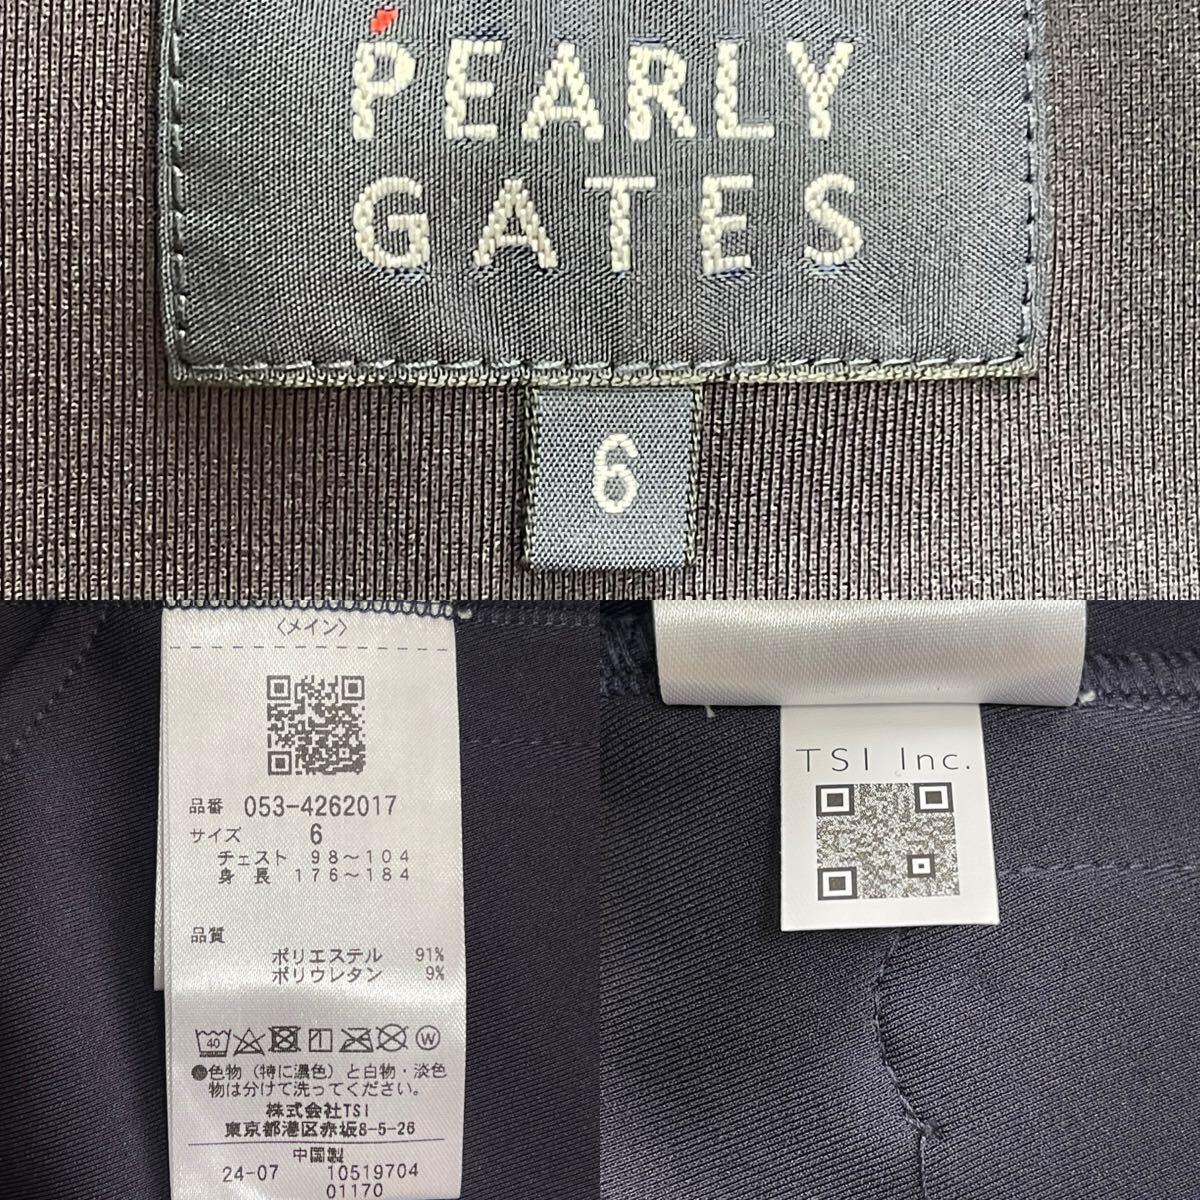 PEARLY
GATES
6
〈メイン〉
品番 053-4262017
サイズ 6
チェスト 98～104
身 長 176～184
品質
ポリエステル 91%
ポリウレタン 9%
40 W
●色物(特に濃色)と白物・淡色
物は分けて洗ってください。
株式会社TSI
東京都港区赤坂8-5-26
中国製
24-07 10519704
01170
TSI Inc.